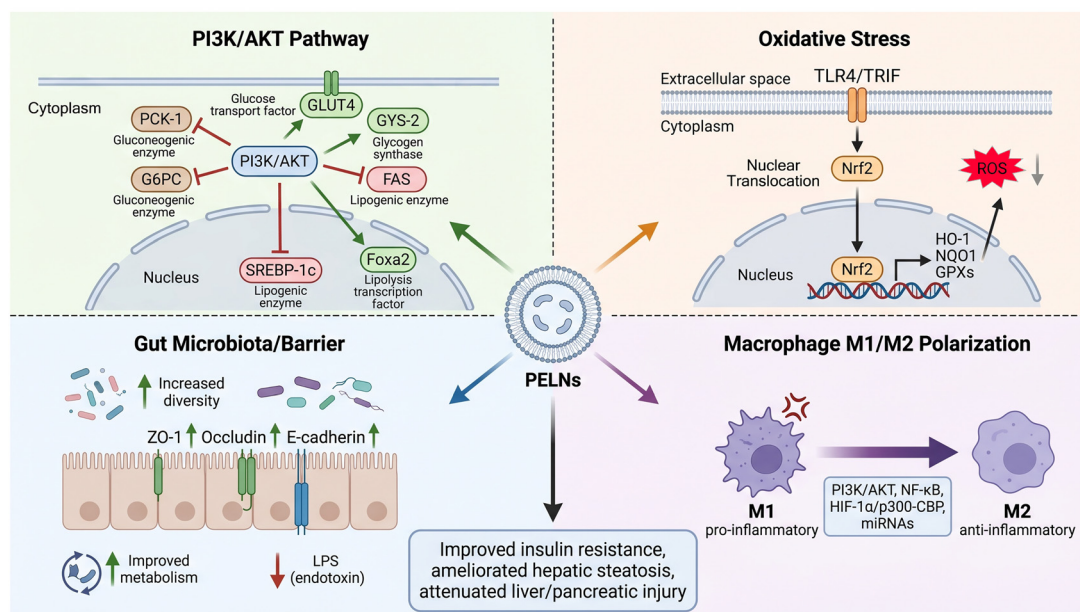 PI3K/AKT Pathway
Cytoplasm
PCK-1
Gluconeogenic
enzyme
Glucose
transport factor
GLUT4
GYS-2
Glycogen
synthase
PI3K/AKT
G6PC
Gluconeogenic
enzyme
FAS
Lipogenic enzyme
Nucleus
SREBP-1c
Lipogenic
enzyme
Foxa2
Lipolysis
transcription
factor
Oxidative Stress
Extracellular space
TLR4/TRIF
Cytoplasm
Nuclear
Translocation
Nrf2
ROS
Nucleus
Nrf2
HO-1
NQO1
GPXs
PELNs
Gut Microbiota/Barrier
Increased
diversity
ZO-1
Occludin
E-cadherin
Improved
metabolism
LPS
(endotoxin)
Macrophage M1/M2 Polarization
M1
pro-inflammatory
PI3K/AKT, NF-κB,
HIF-1α/p300-CBP,
miRNAs
M2
anti-inflammatory
Improved insulin resistance,
ameliorated hepatic steatosis,
attenuated liver/pancreatic injury